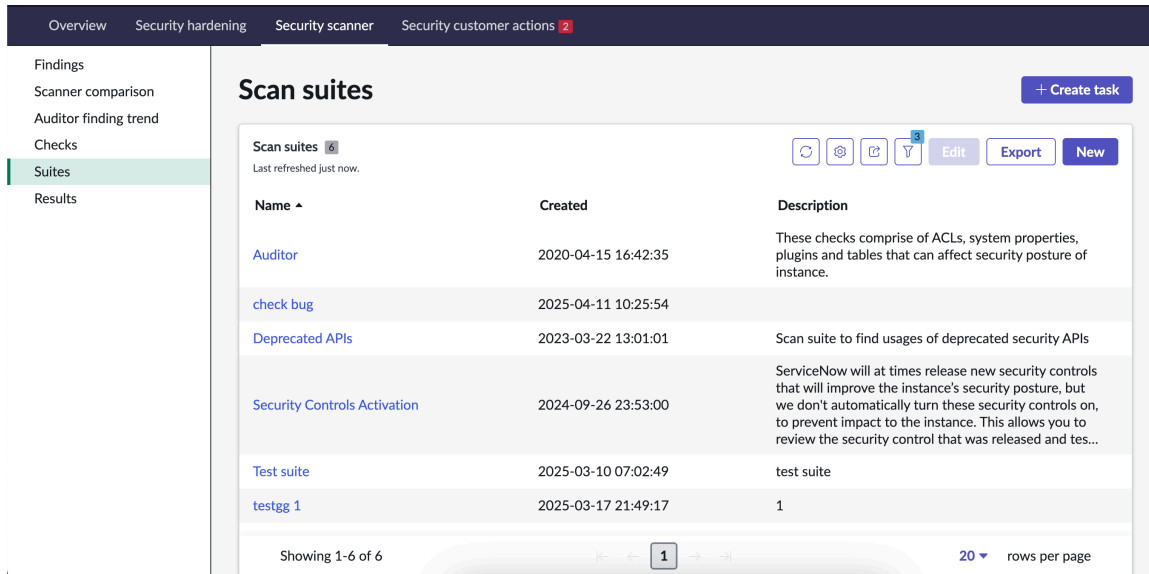 Overview Security hardening Security scanner Security customer actions 2
Findings
Scanner comparison
Auditor finding trend
Checks
Suites
Results
Scan suites
+ Create task
Scan suites 6
Last refreshed just now.
3
Edit Export New
Name Created Description
Auditor 2020-04-15 16:42:35
These checks comprise of ACLs, system properties,
plugins and tables that can affect security posture of
instance.
check bug 2025-04-11 10:25:54
Deprecated APIs 2023-03-22 13:01:01 Scan suite to find usages of deprecated security APIs
Security Controls Activation 2024-09-26 23:53:00
ServiceNow will at times release new security controls
that will improve the instance's security posture, but
we don't automatically turn these security controls on,
to prevent impact to the instance. This allows you to
review the security control that was released and tes...
Test suite 2025-03-10 07:02:49 test suite
testgg 1 2025-03-17 21:49:17 1
Showing 1-6 of 6 1 20 rows per page